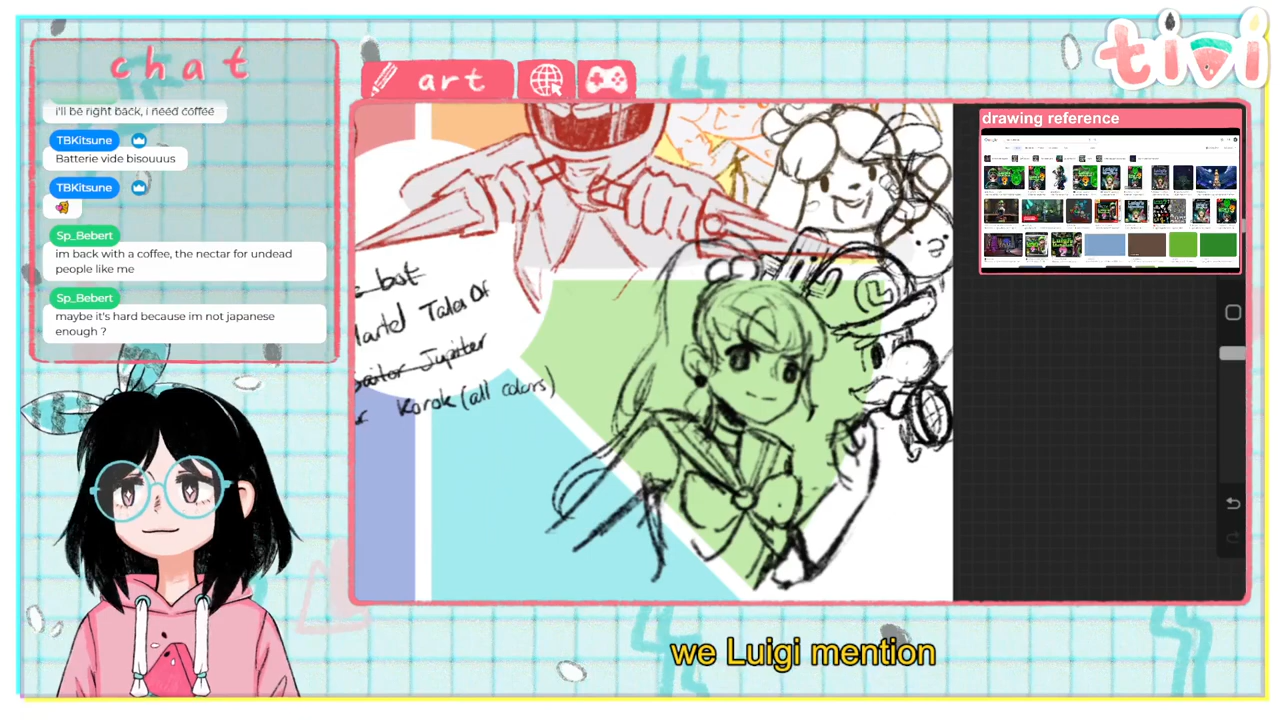 chat
i'll be right back, i need coffee
TBKitsune
Batterie vide bisouuus
TBKitsune
Sp_Bebert
im back with a coffee, the nectar for undead
people like me
Sp_Bebert
maybe it's hard because im not japanese
enough ?
art
tivi
drawing reference
bot
Tales Of
Sailor Jupiter
Korok (all colors)
L
we Luigi mention